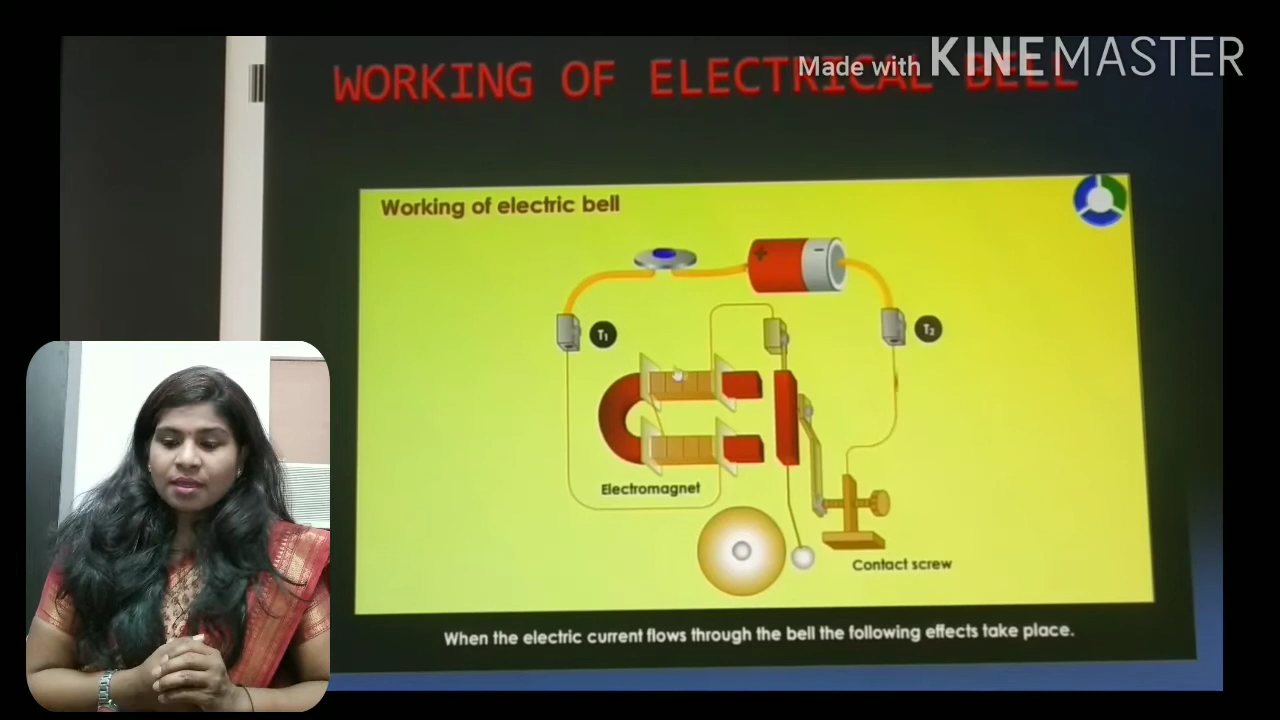 Made with KINEMASTER
WORKING OF ELECTRICAL BELL
Working of electric bell
+
-
T₁
T₂
Electromagnet
Contact screw
When the electric current flows through the bell the following effects take place.